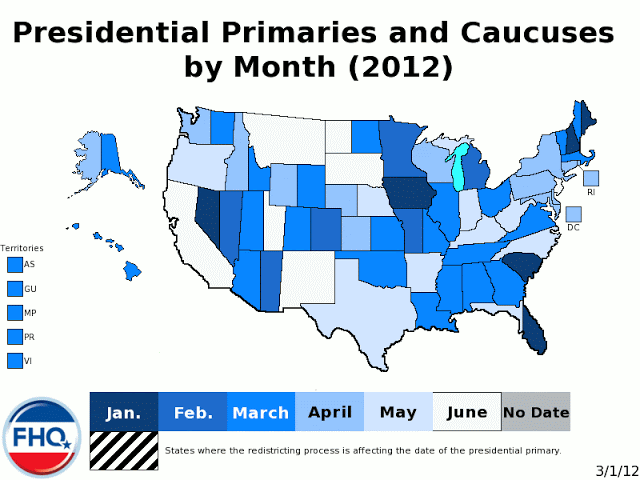 Presidential Primaries and Caucuses
by Month (2012)
RI
DC
Territories
AS
GU
MP
PR
VI
Jan. Feb. March April May June No Date
States where the redistricting process is affecting the date of the presidential primary.
FHQ
3/1/12